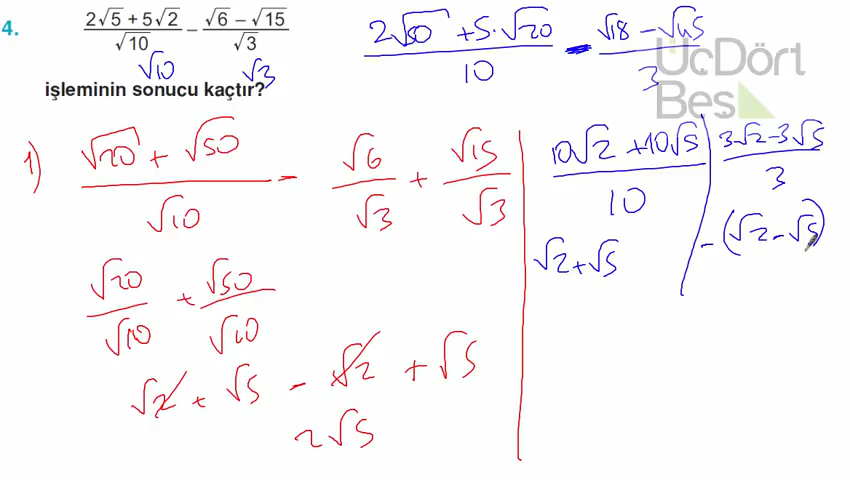 4. (2√5 + 5√2)/√10 − (√6 − √15)/√3
√10 √3
işleminin sonucu kaçtır?
(2√50 + 5·√20)/10 - (√18 − √45)/3
ÜçDört
Beş
1) (√20 + √50)/√10 - √6/√3 + √15/√3
√20/√10 + √50/√10
√2 + √5 - √2 + √5
2√5
(10√2 + 10√5)/10 (3√2 - 3√5)/3
√2 + √5 - (√2 - √5)